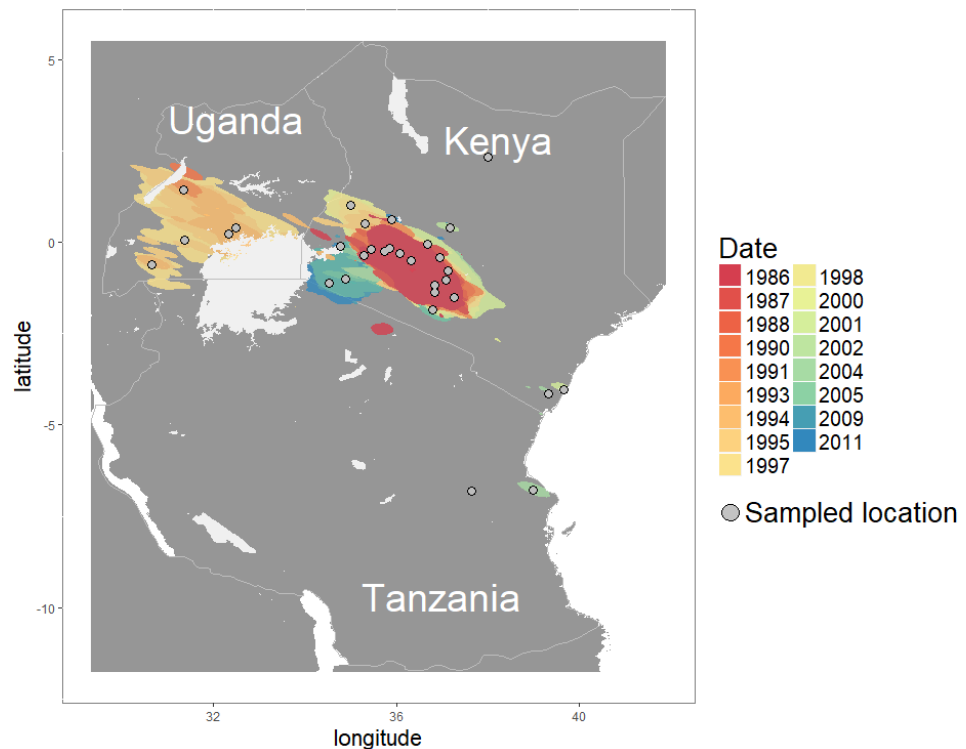 5
0
-5
-10
latitude
Uganda
Kenya
Tanzania
32
36
40
longitude
Date
1986 1998
1987 2000
1988 2001
1990 2002
1991 2004
1993 2005
1994 2009
1995 2011
1997
Sampled location